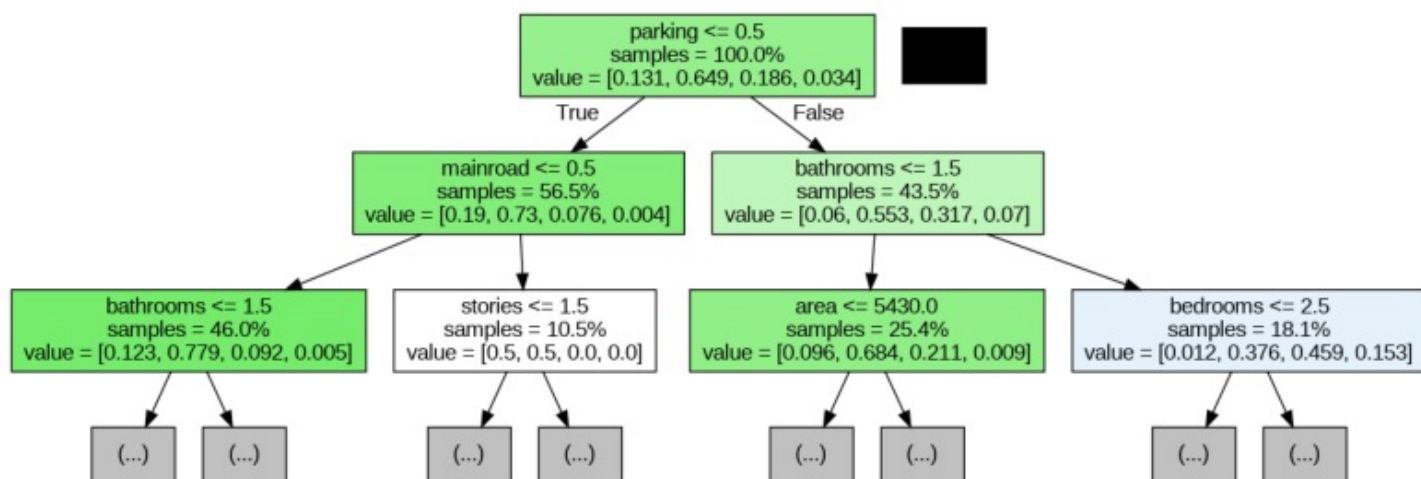 parking <= 0.5
samples = 100.0%
value = [0.131, 0.649, 0.186, 0.034]
True
False
mainroad <= 0.5
samples = 56.5%
value = [0.19, 0.73, 0.076, 0.004]
bathrooms <= 1.5
samples = 43.5%
value = [0.06, 0.553, 0.317, 0.07]
bathrooms <= 1.5
samples = 46.0%
value = [0.123, 0.779, 0.092, 0.005]
stories <= 1.5
samples = 10.5%
value = [0.5, 0.5, 0.0, 0.0]
area <= 5430.0
samples = 25.4%
value = [0.096, 0.684, 0.211, 0.009]
bedrooms <= 2.5
samples = 18.1%
value = [0.012, 0.376, 0.459, 0.153]
(...)
(...)
(...)
(...)
(...)
(...)
(...)
(...)